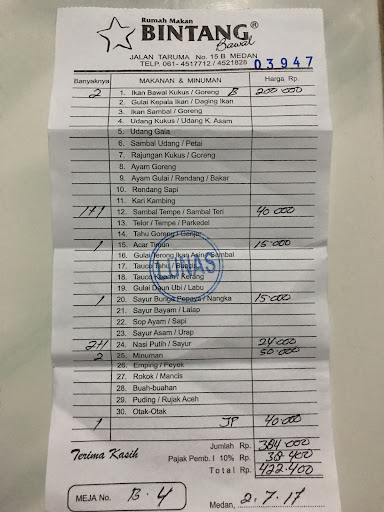 Rumah Makan
BINTANG®
Bawal
JALAN TARUMA No. 15 B MEDAN
TELP. 061- 4517712 / 4521828
03947
Banyaknya MAKANAN & MINUMAN Harga Rp.
2 1. Ikan Bawal Kukus / Goreng B 200.000
2. Gulai Kepala Ikan / Daging Ikan
3. Ikan Sambal / Goreng
4. Udang Kukus / Udang K. Asam
5. Udang Gala
6. Sambal Udang / Petai
7. Rajungan Kukus / Goreng
8. Ayam Goreng
9. Ayam Gulai / Rendang / Bakar
10. Rendang Sapi
11. Kari Kambing
1+1 12. Sambal Tempe / Sambal Teri 40.000
13. Telor / Tempe / Parkedel
14. Tahu Goreng / Ganjar
1 15. Acar Timun 15.000
16. Gulai Terong Ikan Asin / Sambal
17. Tauco Tahu /
18. Tauco / Kerang
19. Gulai Daun Ubi / Labu
1 20. Sayur Bunga Pepaya / Nangka 15.000
21. Sayur Bayam / Lalap
22. Sop Ayam / Sapi
23. Sayur Asam / Urap
24. Nasi Putih / Sayur 24.000
2 25. Minuman 50.000
26. Emping / Peyek
27. Rokok / Mancis
28. Buah-buahan
29. Puding / Rujak Aceh
30. Otak-Otak
1 JP 40.000
LUNAS
Terima Kasih
Jumlah Rp. 384.000
Pajak Pemb. I 10% Rp. 38.400
Total Rp. 422.400
MEJA No. B.4
Medan, 2.7.17